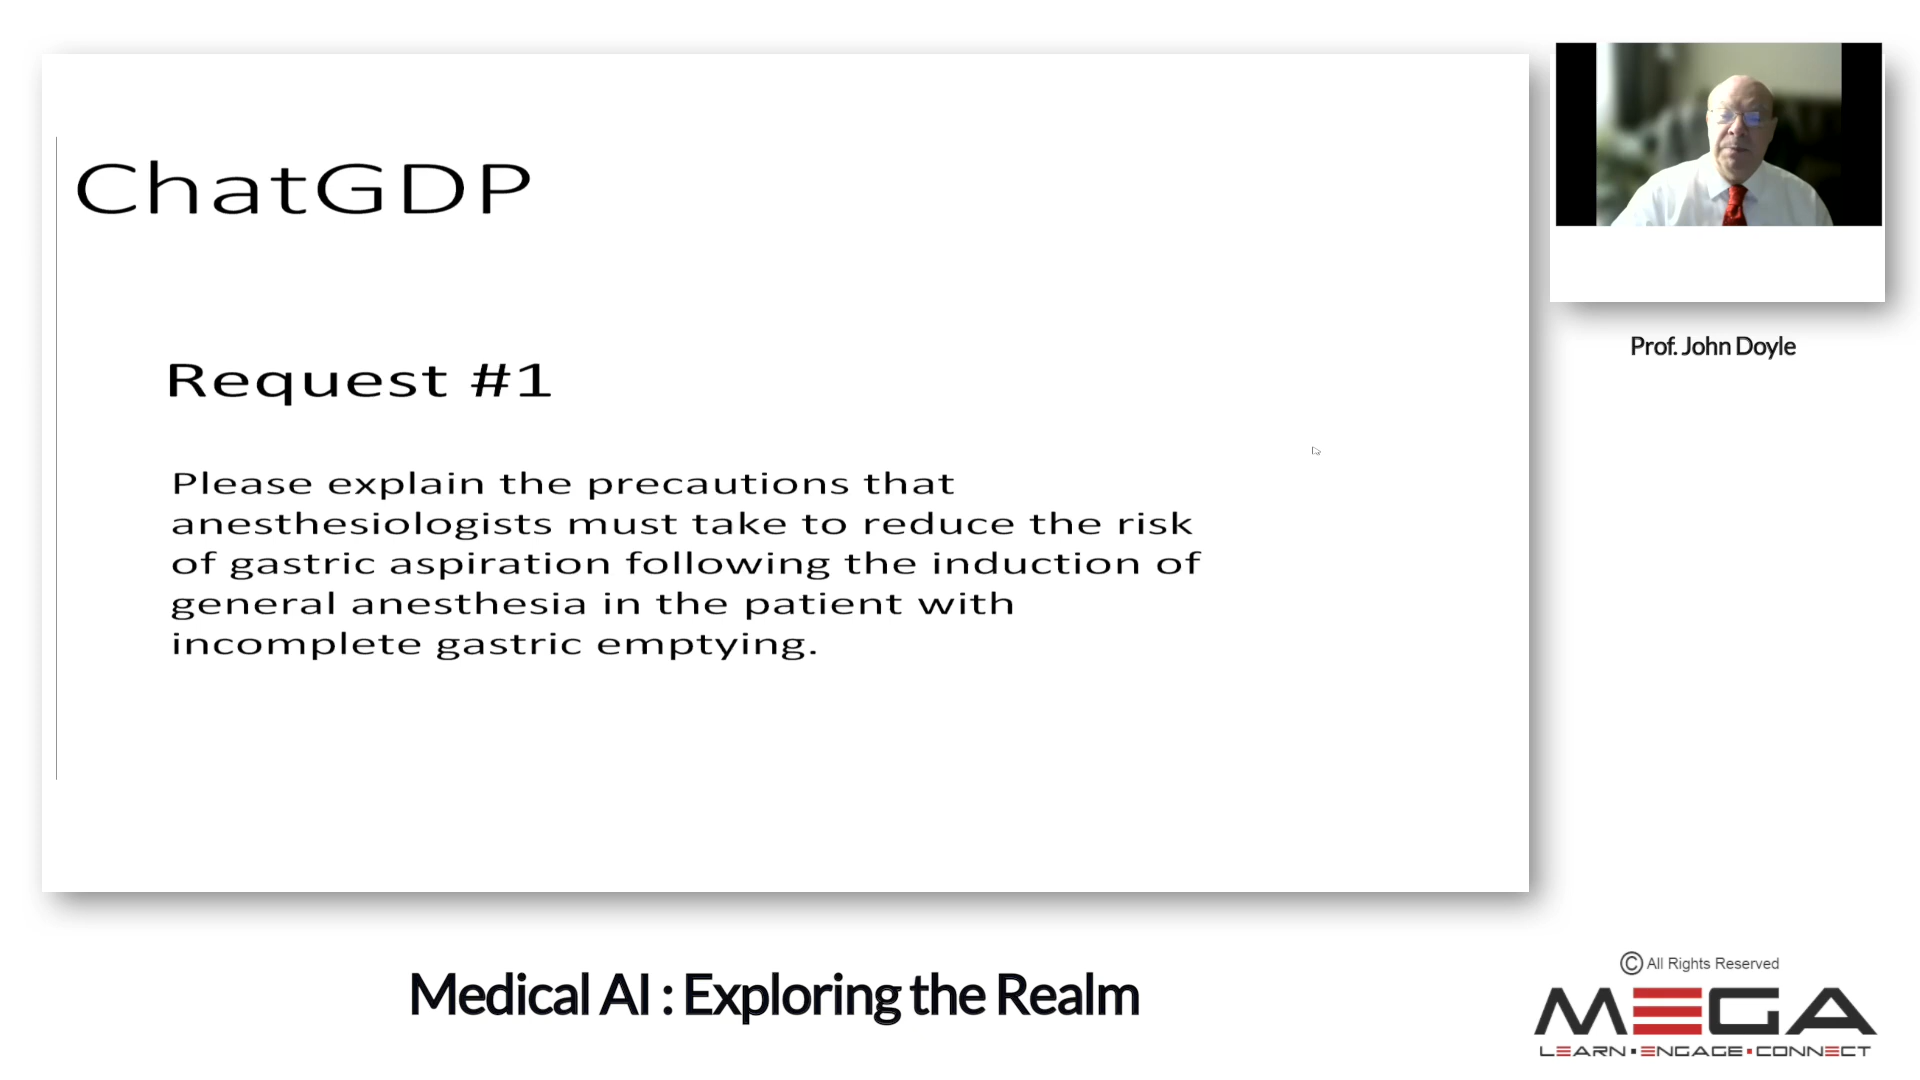 ChatGDP
Request #1
Please explain the precautions that
anesthesiologists must take to reduce the risk
of gastric aspiration following the induction of
general anesthesia in the patient with
incomplete gastric emptying.
Prof. John Doyle
Medical AI : Exploring the Realm
© All Rights Reserved
MEGA
LEARN ▪ ENGAGE ▪ CONNECT